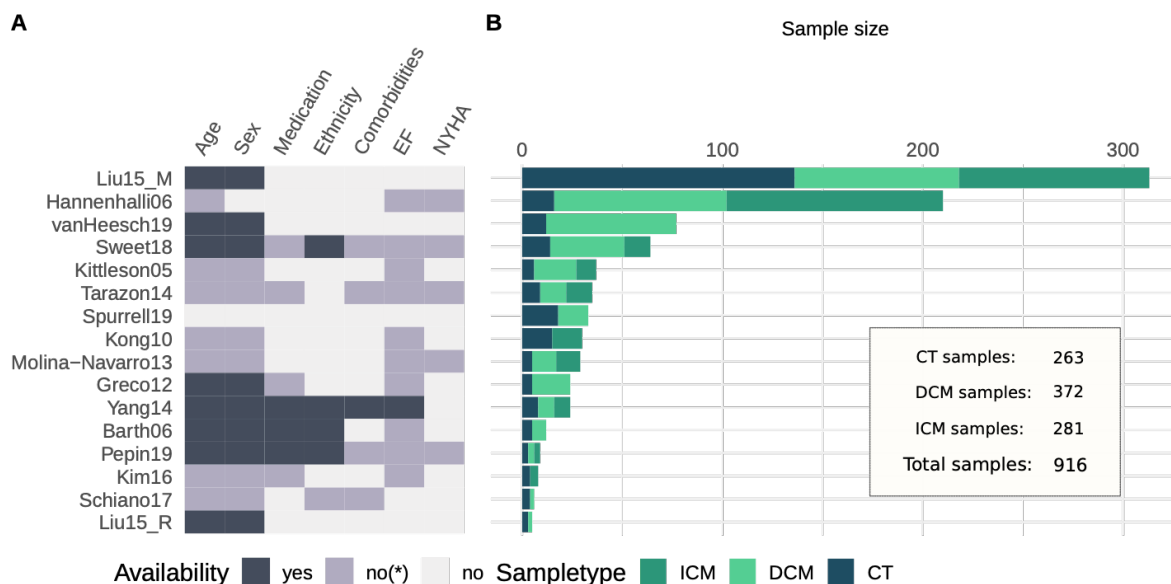 A
Age Sex Medication Ethnicity Comorbidities EF NYHA
Liu15_M
Hannenhalli06
vanHeesch19
Sweet18
Kittleson05
Tarazon14
Spurrell19
Kong10
Molina−Navarro13
Greco12
Yang14
Barth06
Pepin19
Kim16
Schiano17
Liu15_R
Availability yes no(*) no
B
Sample size
0 100 200 300
CT samples: 263
DCM samples: 372
ICM samples: 281
Total samples: 916
Sampletype ICM DCM CT